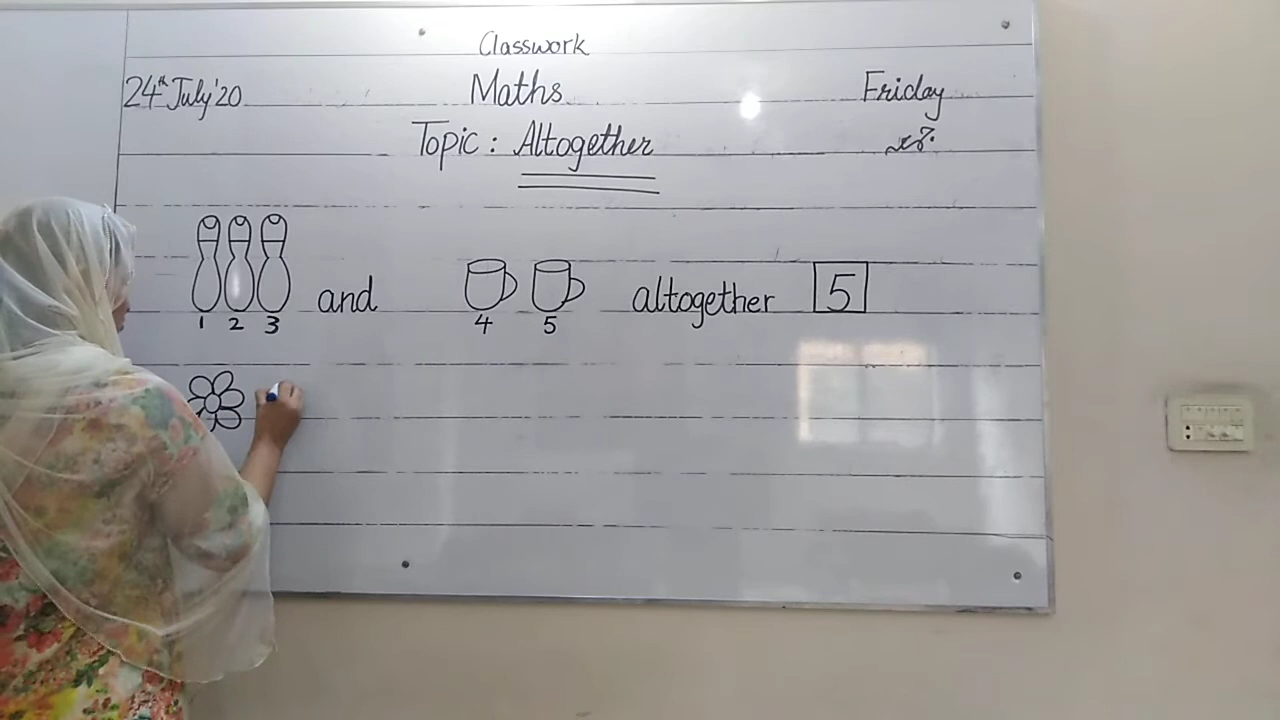 Classwork
24th July'20 Maths Friday
Topic : Altogether
and altogether 5
1 2 3 4 5